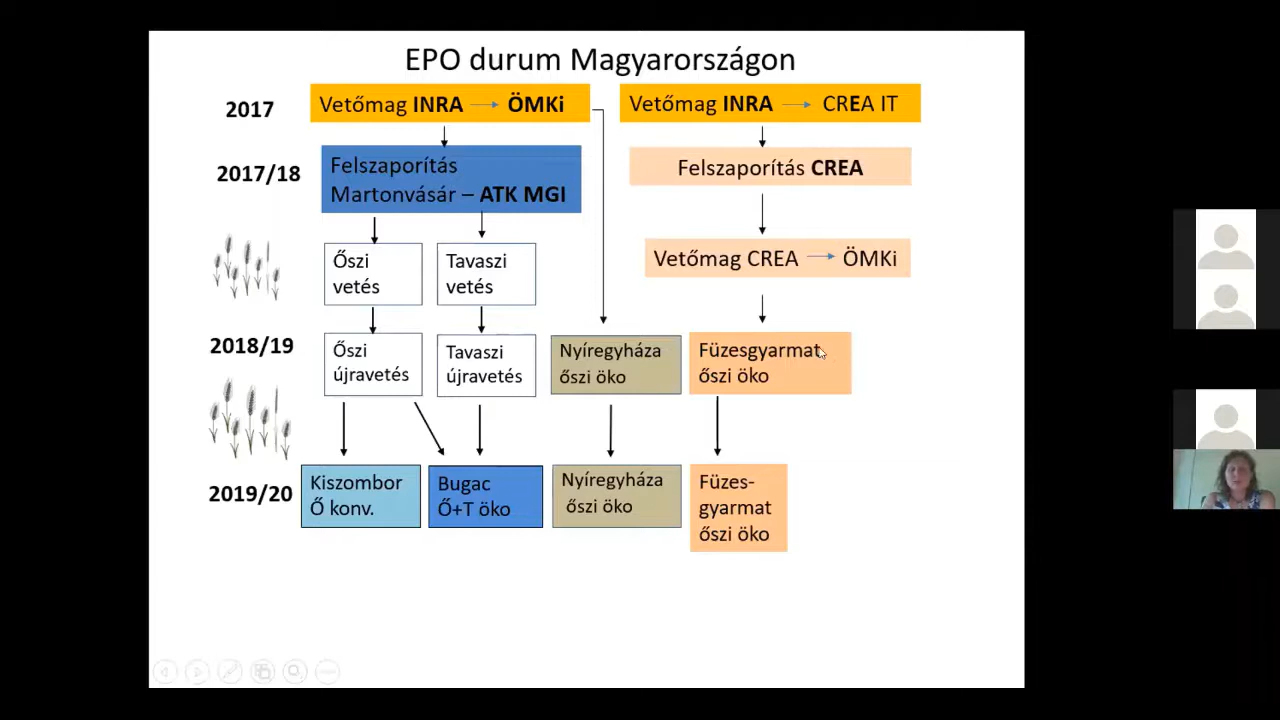 EPO durum Magyarországon
2017
Vetőmag INRA → ÖMKi
Vetőmag INRA → CREA IT
2017/18
Felszaporítás
Martonvásár – ATK MGI
Felszaporítás CREA
Őszi
vetés
Tavaszi
vetés
Vetőmag CREA → ÖMKi
2018/19
Őszi
újravetés
Tavaszi
újravetés
Nyíregyháza
őszi öko
Füzesgyarmat
őszi öko
2019/20
Kiszombor
Ő konv.
Bugac
Ő+T öko
Nyíregyháza
őszi öko
Füzes-
gyarmat
őszi öko